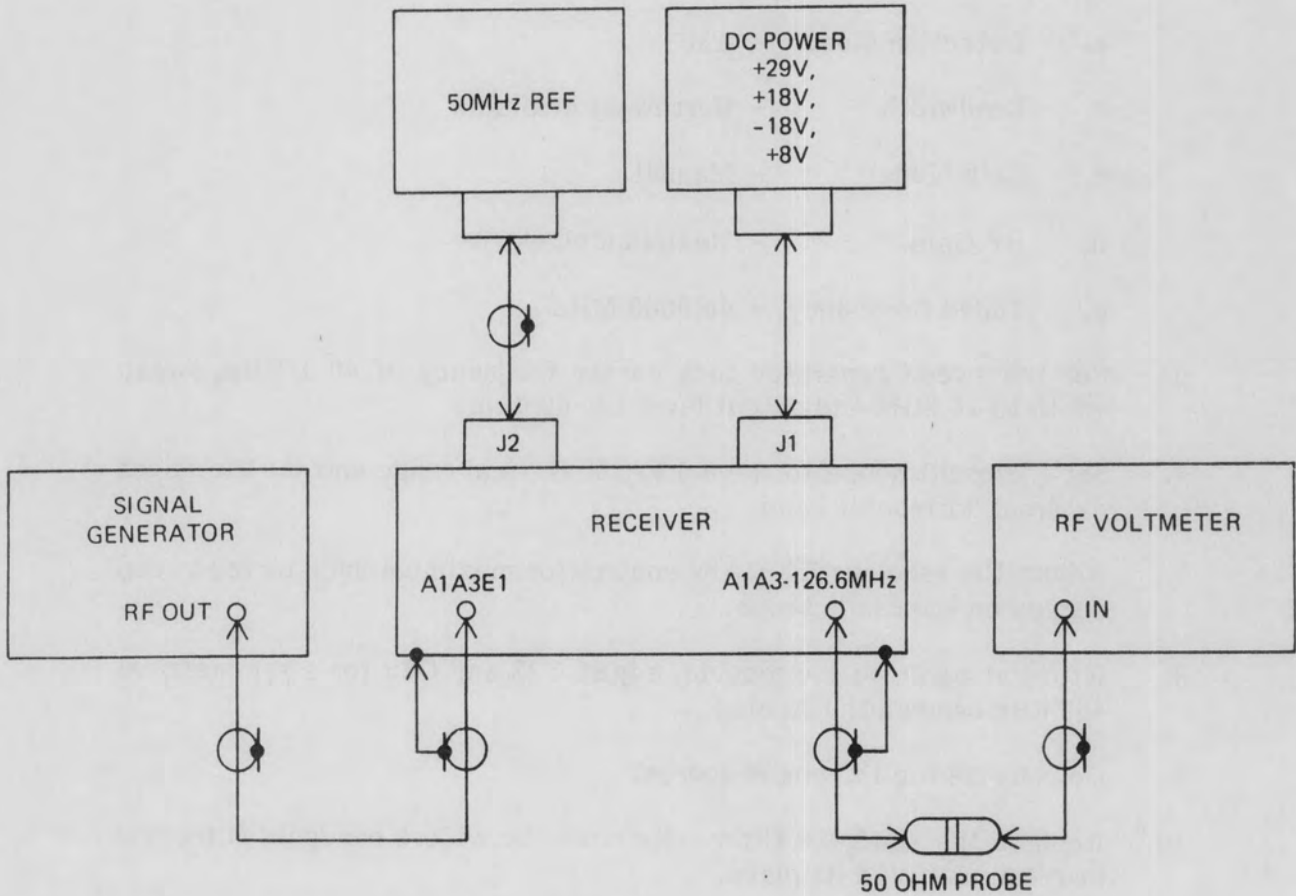 50MHz REF
DC POWER
+29V,
+18V,
-18V,
+8V
J2
J1
SIGNAL
GENERATOR
RF OUT
RECEIVER
A1A3E1
A1A3-126.6MHz
RF VOLTMETER
IN
50 OHM PROBE